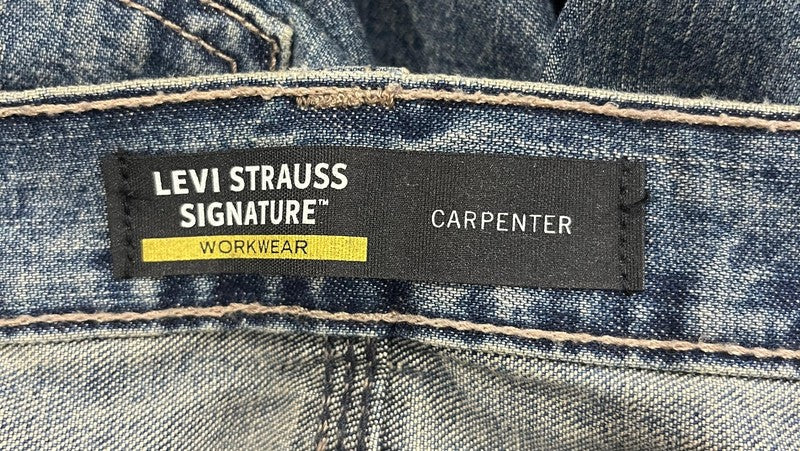 LEVI STRAUSS
SIGNATURE™
WORKWEAR
CARPENTER